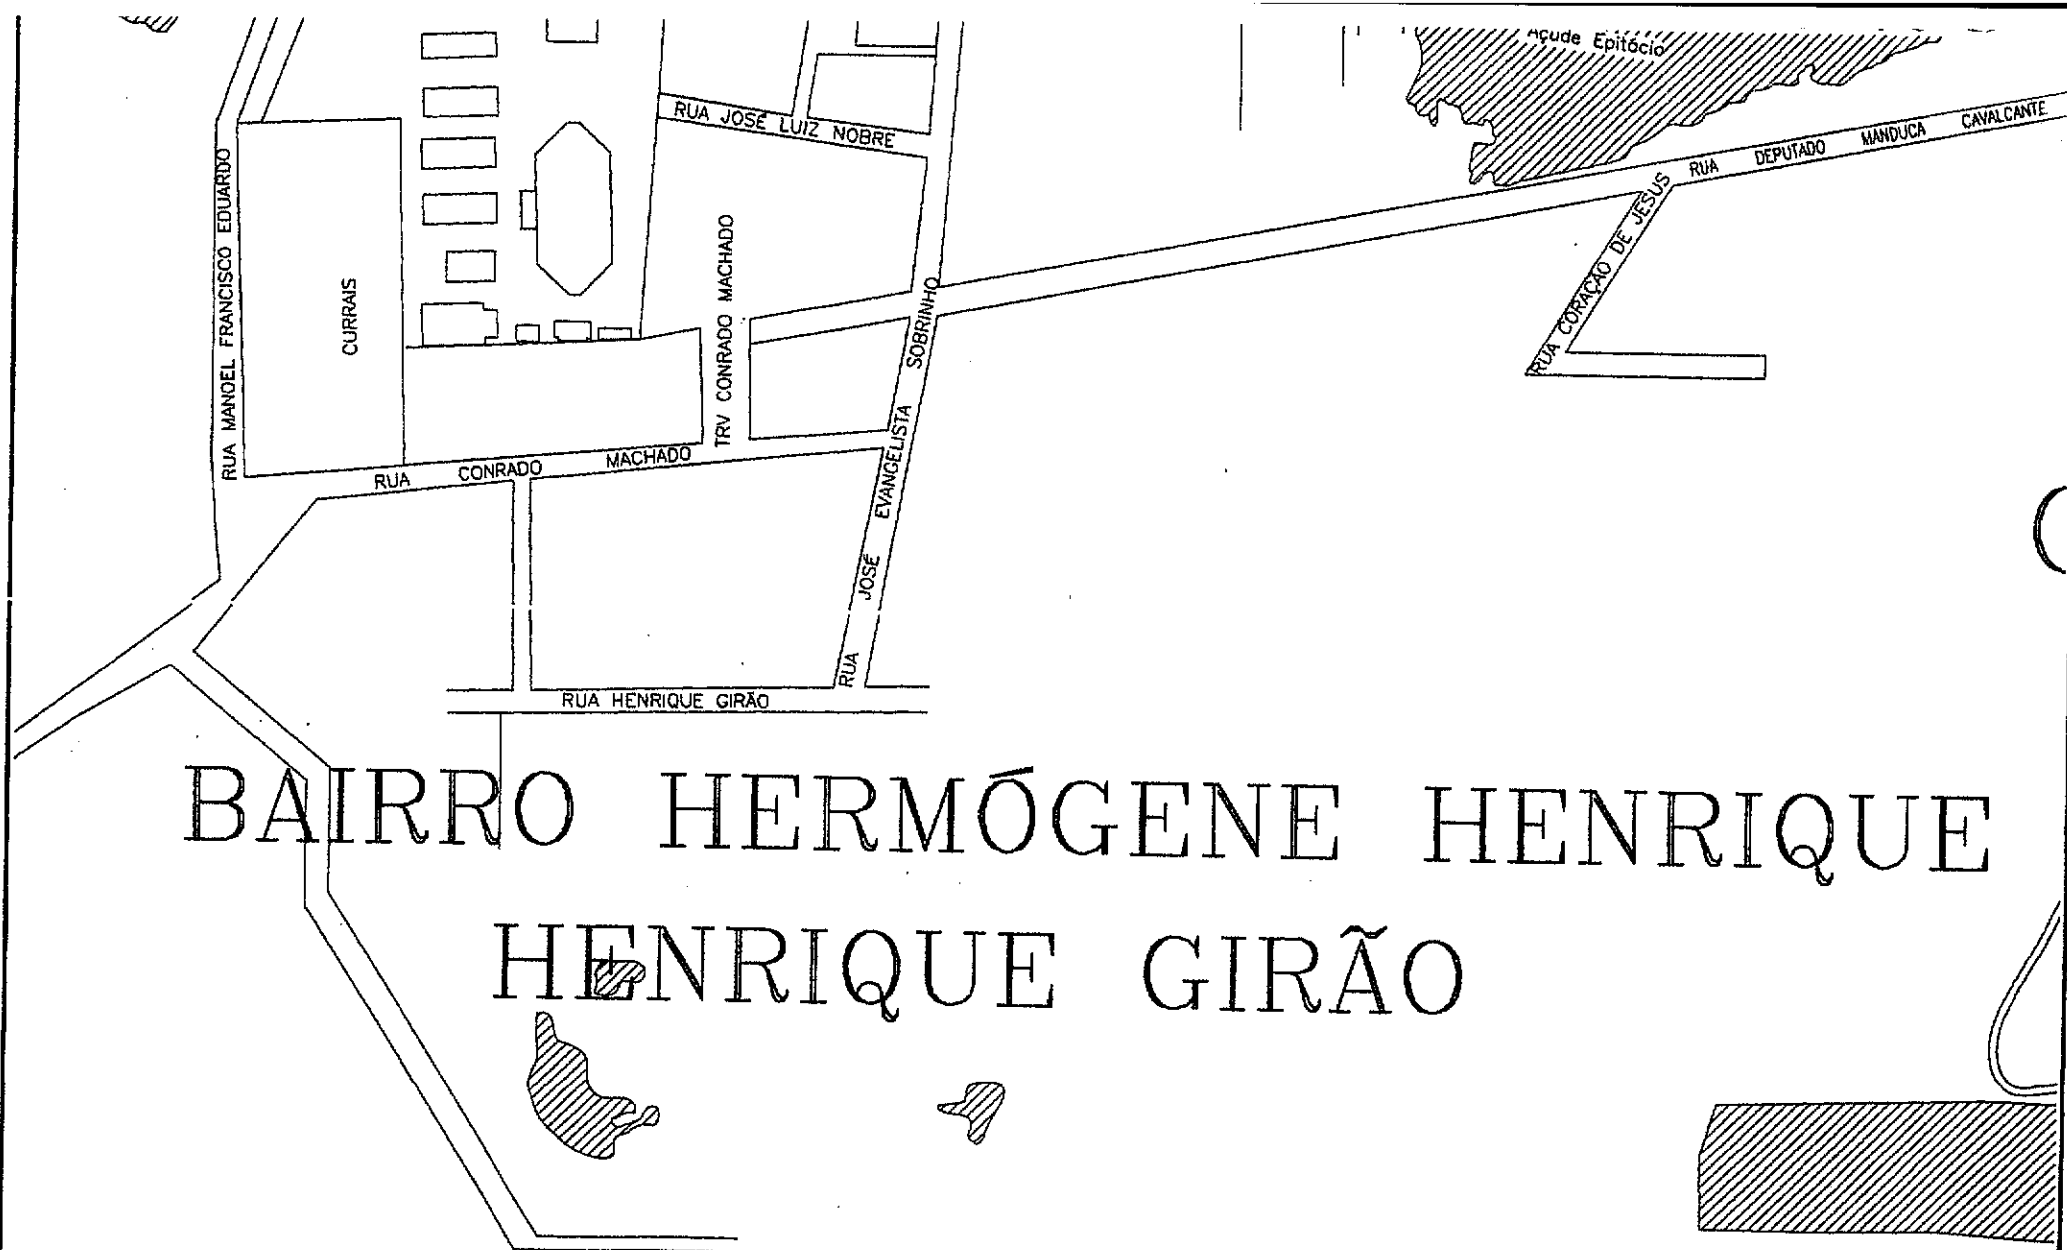 Açude Epitócio
RUA JOSÉ LUIZ NOBRE
RUA DEPUTADO MANDUCA CAVALCANTE
RUA MANOEL FRANCISCO EDUARDO
CURRAIS
TRV CONRADO MACHADO
RUA CORAÇÃO DE JESUS
RUA JOSÉ EVANGELISTA SOBRINHO
RUA CONRADO MACHADO
RUA HENRIQUE GIRÃO
BAIRRO HERMÓGENE HENRIQUE
HENRIQUE GIRÃO